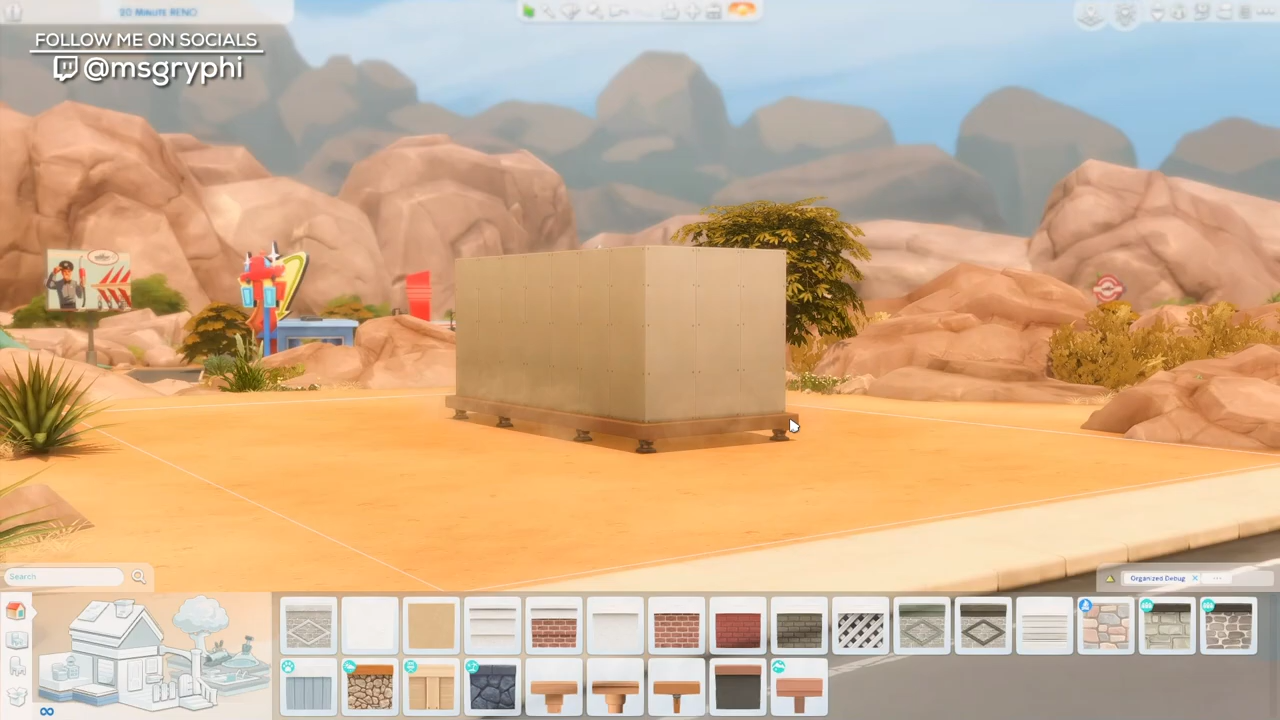 20 MINUTE RENO
FOLLOW ME ON SOCIALS
@msgryphi
Search
Organized Debug